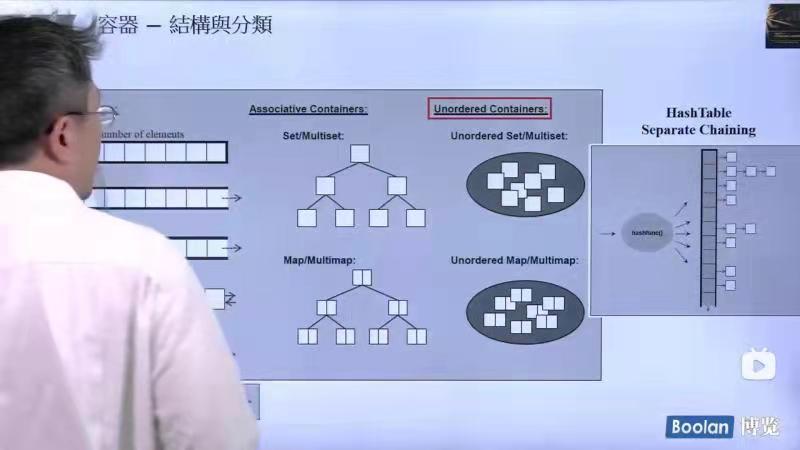 容器 — 結構與分類
Associative Containers:
Unordered Containers:
HashTable
Separate Chaining
number of elements
Set/Multiset:
Unordered Set/Multiset:
hashfunc()
Map/Multimap:
Unordered Map/Multimap:
Boolan 博览